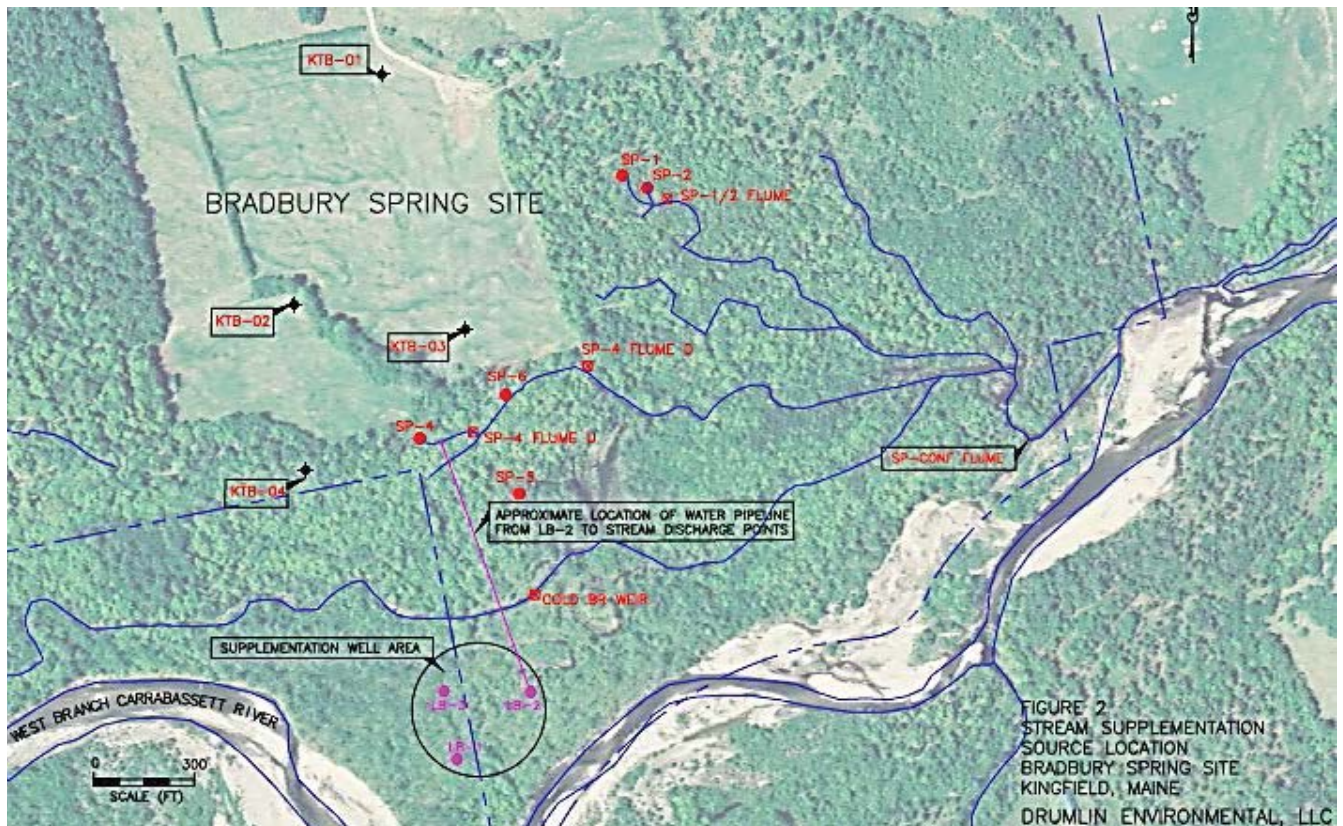 KTB-01
SP-1
SP-2
SP-1/2 FLUME
BRADBURY SPRING SITE
KTB-02
KTB-03
SP-4 FLUME D
SP-6
SP-4
SP-4 FLUME U
SP-CONF FLUME
KTB-04
SP-5
APPROXIMATE LOCATION OF WATER PIPELINE
FROM LB-2 TO STREAM DISCHARGE POINTS
COLD BR WEIR
SUPPLEMENTATION WELL AREA
LB-3
LB-2
LB-1
WEST BRANCH CARRABASSETT RIVER
0 300
SCALE (FT)
FIGURE 2
STREAM SUPPLEMENTATION
SOURCE LOCATION
BRADBURY SPRING SITE
KINGFIELD, MAINE
DRUMLIN ENVIRONMENTAL, LLC